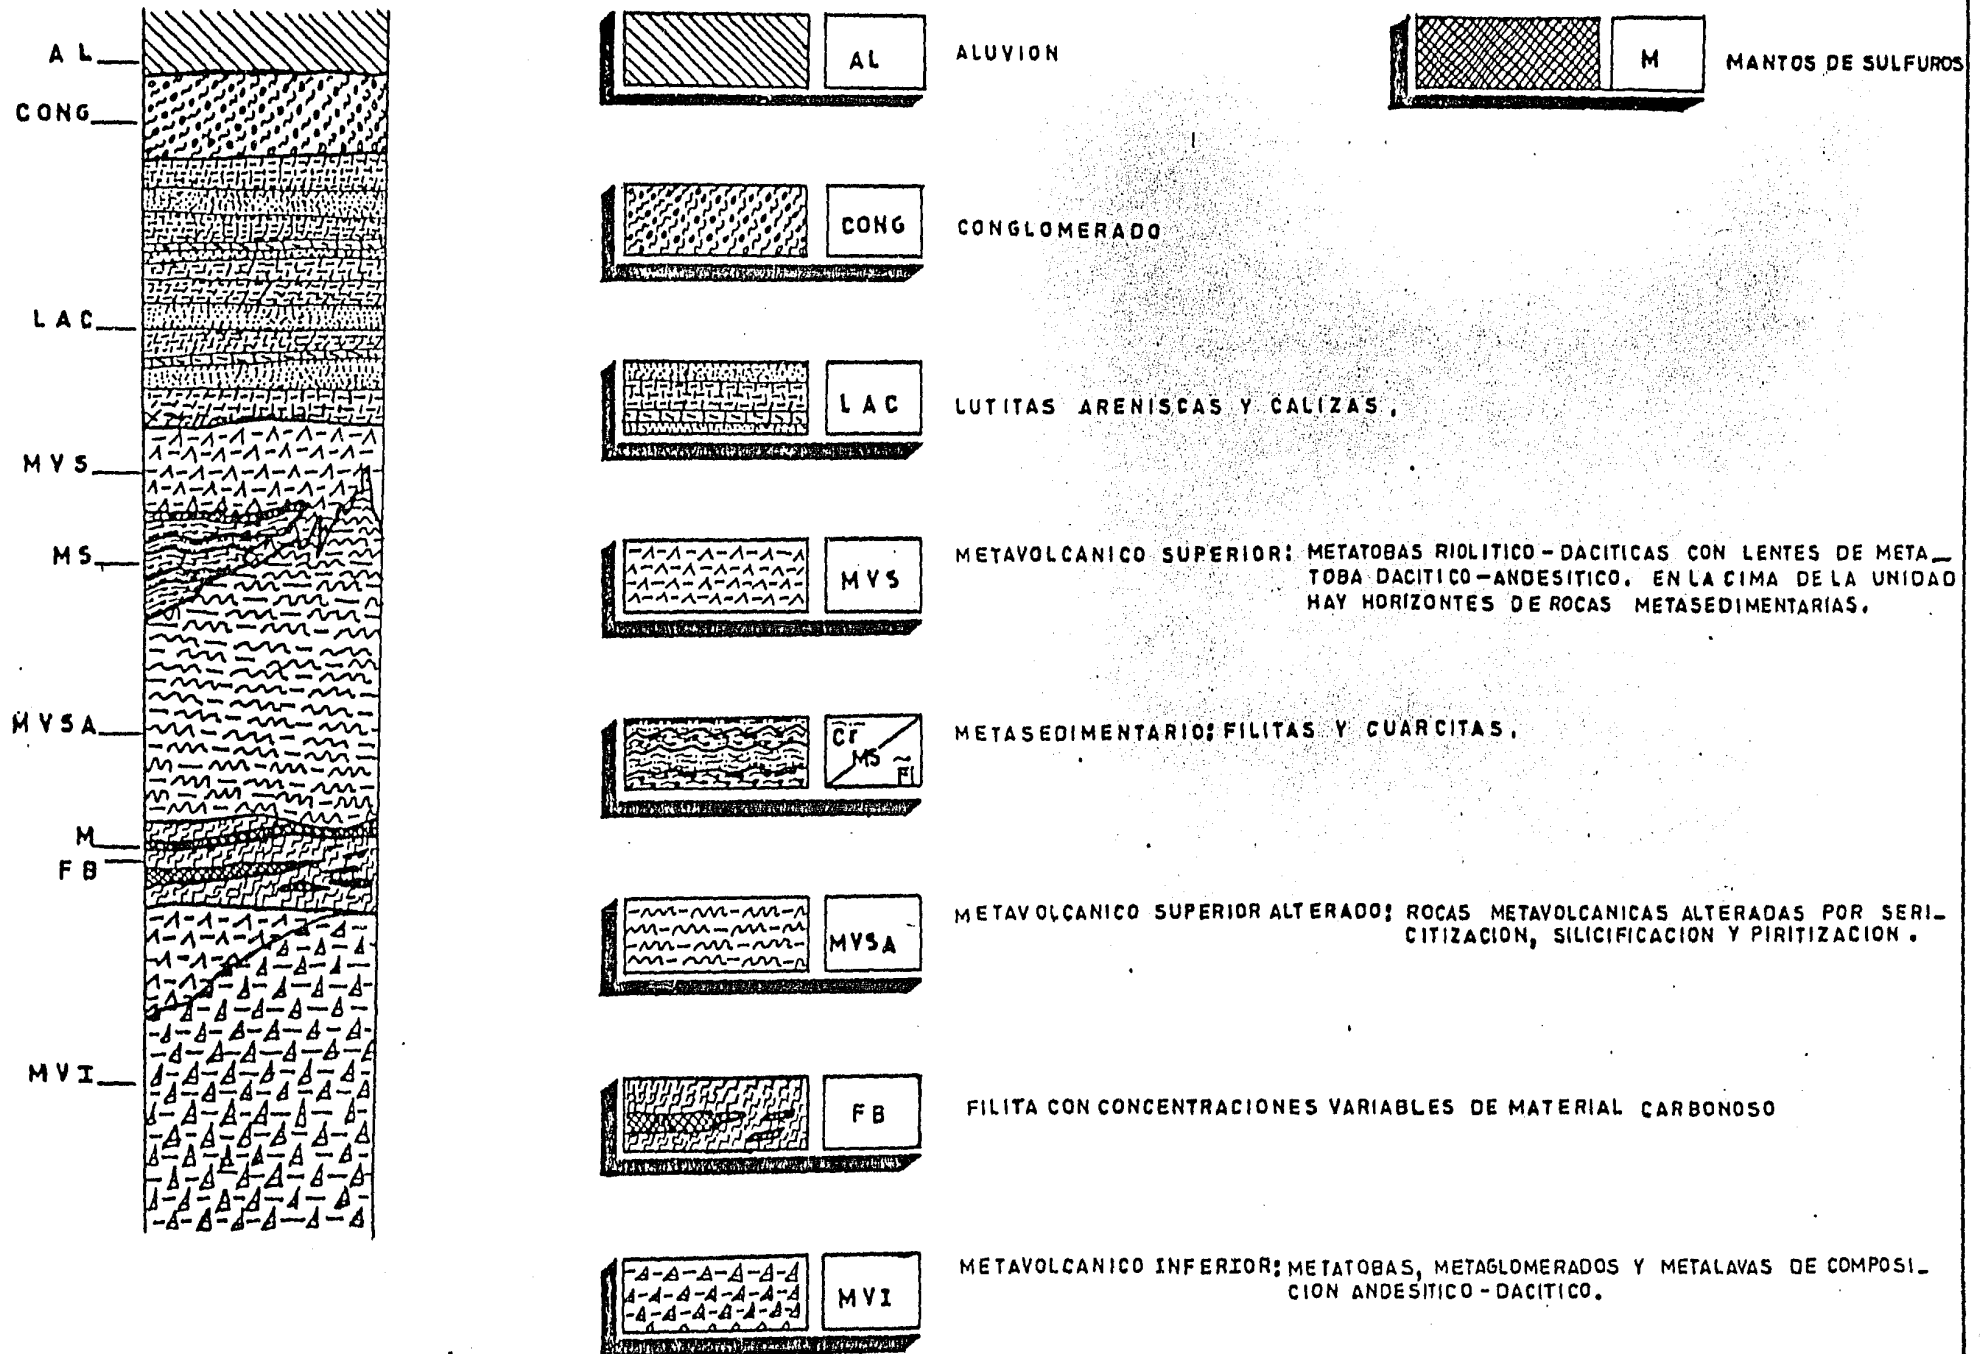 AL
CONG
LAC
MVS
MS
MVSA
M
FB
MVI
AL
ALUVION
M
MANTOS DE SULFUROS
CONG
CONGLOMERADO
LAC
LUTITAS ARENISCAS Y CALIZAS.
MVS
METAVOLCANICO SUPERIOR: METATOBAS RIOLITICO-DACITICAS CON LENTES DE META_
TOBA DACITICO-ANDESITICO. EN LA CIMA DE LA UNIDAD
HAY HORIZONTES DE ROCAS METASEDIMENTARIAS.
Cr
MS
Fl
METASEDIMENTARIO: FILITAS Y CUARCITAS.
MVSA
METAVOLCANICO SUPERIOR ALTERADO: ROCAS METAVOLCANICAS ALTERADAS POR SERI_
CITIZACION, SILICIFICACION Y PIRITIZACION.
FB
FILITA CON CONCENTRACIONES VARIABLES DE MATERIAL CARBONOSO
MVI
METAVOLCANICO INFERIOR: METATOBAS, METAGLOMERADOS Y METALAVAS DE COMPOSI_
CION ANDESITICO-DACITICO.